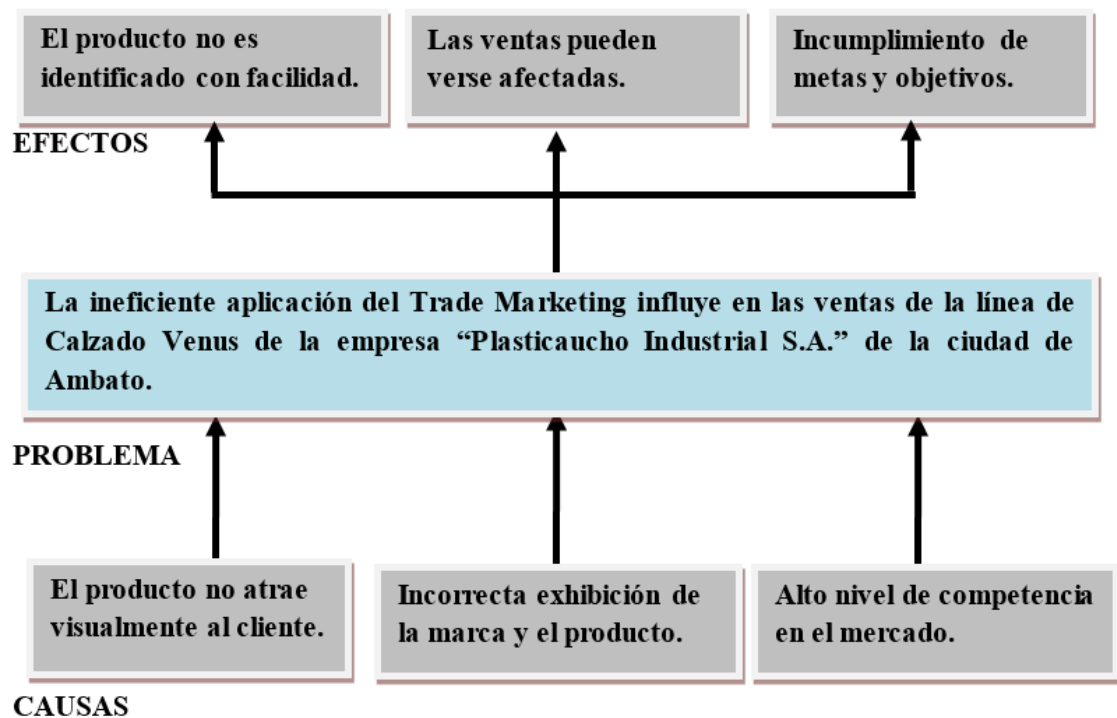 El producto no es
identificado con facilidad.
Las ventas pueden
verse afectadas.
Incumplimiento de
metas y objetivos.
EFECTOS
La ineficiente aplicación del Trade Marketing influye en las ventas de la línea de
Calzado Venus de la empresa “Plasticaucho Industrial S.A.” de la ciudad de
Ambato.
PROBLEMA
El producto no atrae
visualmente al cliente.
Incorrecta exhibición de
la marca y el producto.
Alto nivel de competencia
en el mercado.
CAUSAS